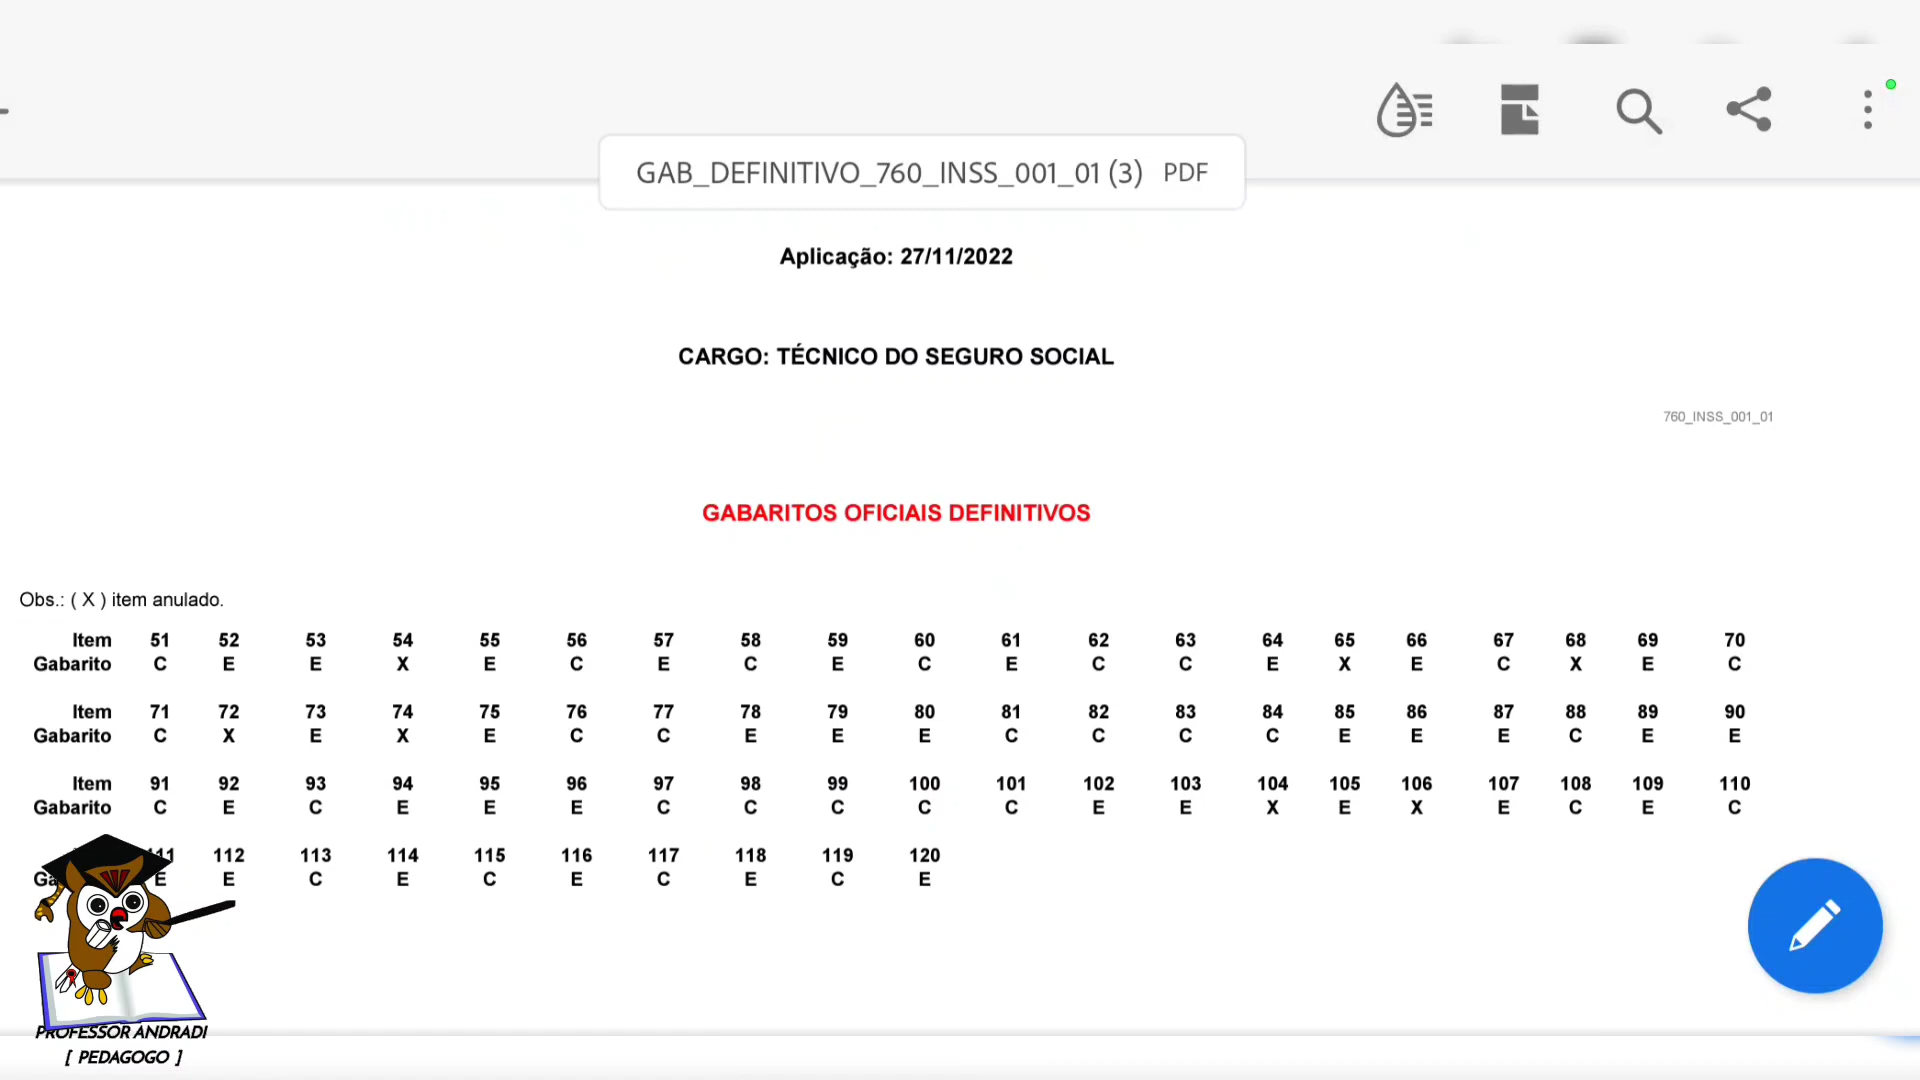 GAB_DEFINITIVO_760_INSS_001_01 (3) PDF
Aplicação: 27/11/2022
CARGO: TÉCNICO DO SEGURO SOCIAL
760_INSS_001_01
GABARITOS OFICIAIS DEFINITIVOS
Obs.: ( X ) item anulado.
Item 51 52 53 54 55 56 57 58 59 60 61 62 63 64 65 66 67 68 69 70
Gabarito C E E X E C E C E C E C C E X E C X E C
Item 71 72 73 74 75 76 77 78 79 80 81 82 83 84 85 86 87 88 89 90
Gabarito C X E X E C C E E E C C C C E E E C E E
Item 91 92 93 94 95 96 97 98 99 100 101 102 103 104 105 106 107 108 109 110
Gabarito C E C E E E C C C C C E E X E X E C E C
111 112 113 114 115 116 117 118 119 120
Ga E E C E C E C E C E
PROFESSOR ANDRADI
[ PEDAGOGO ]